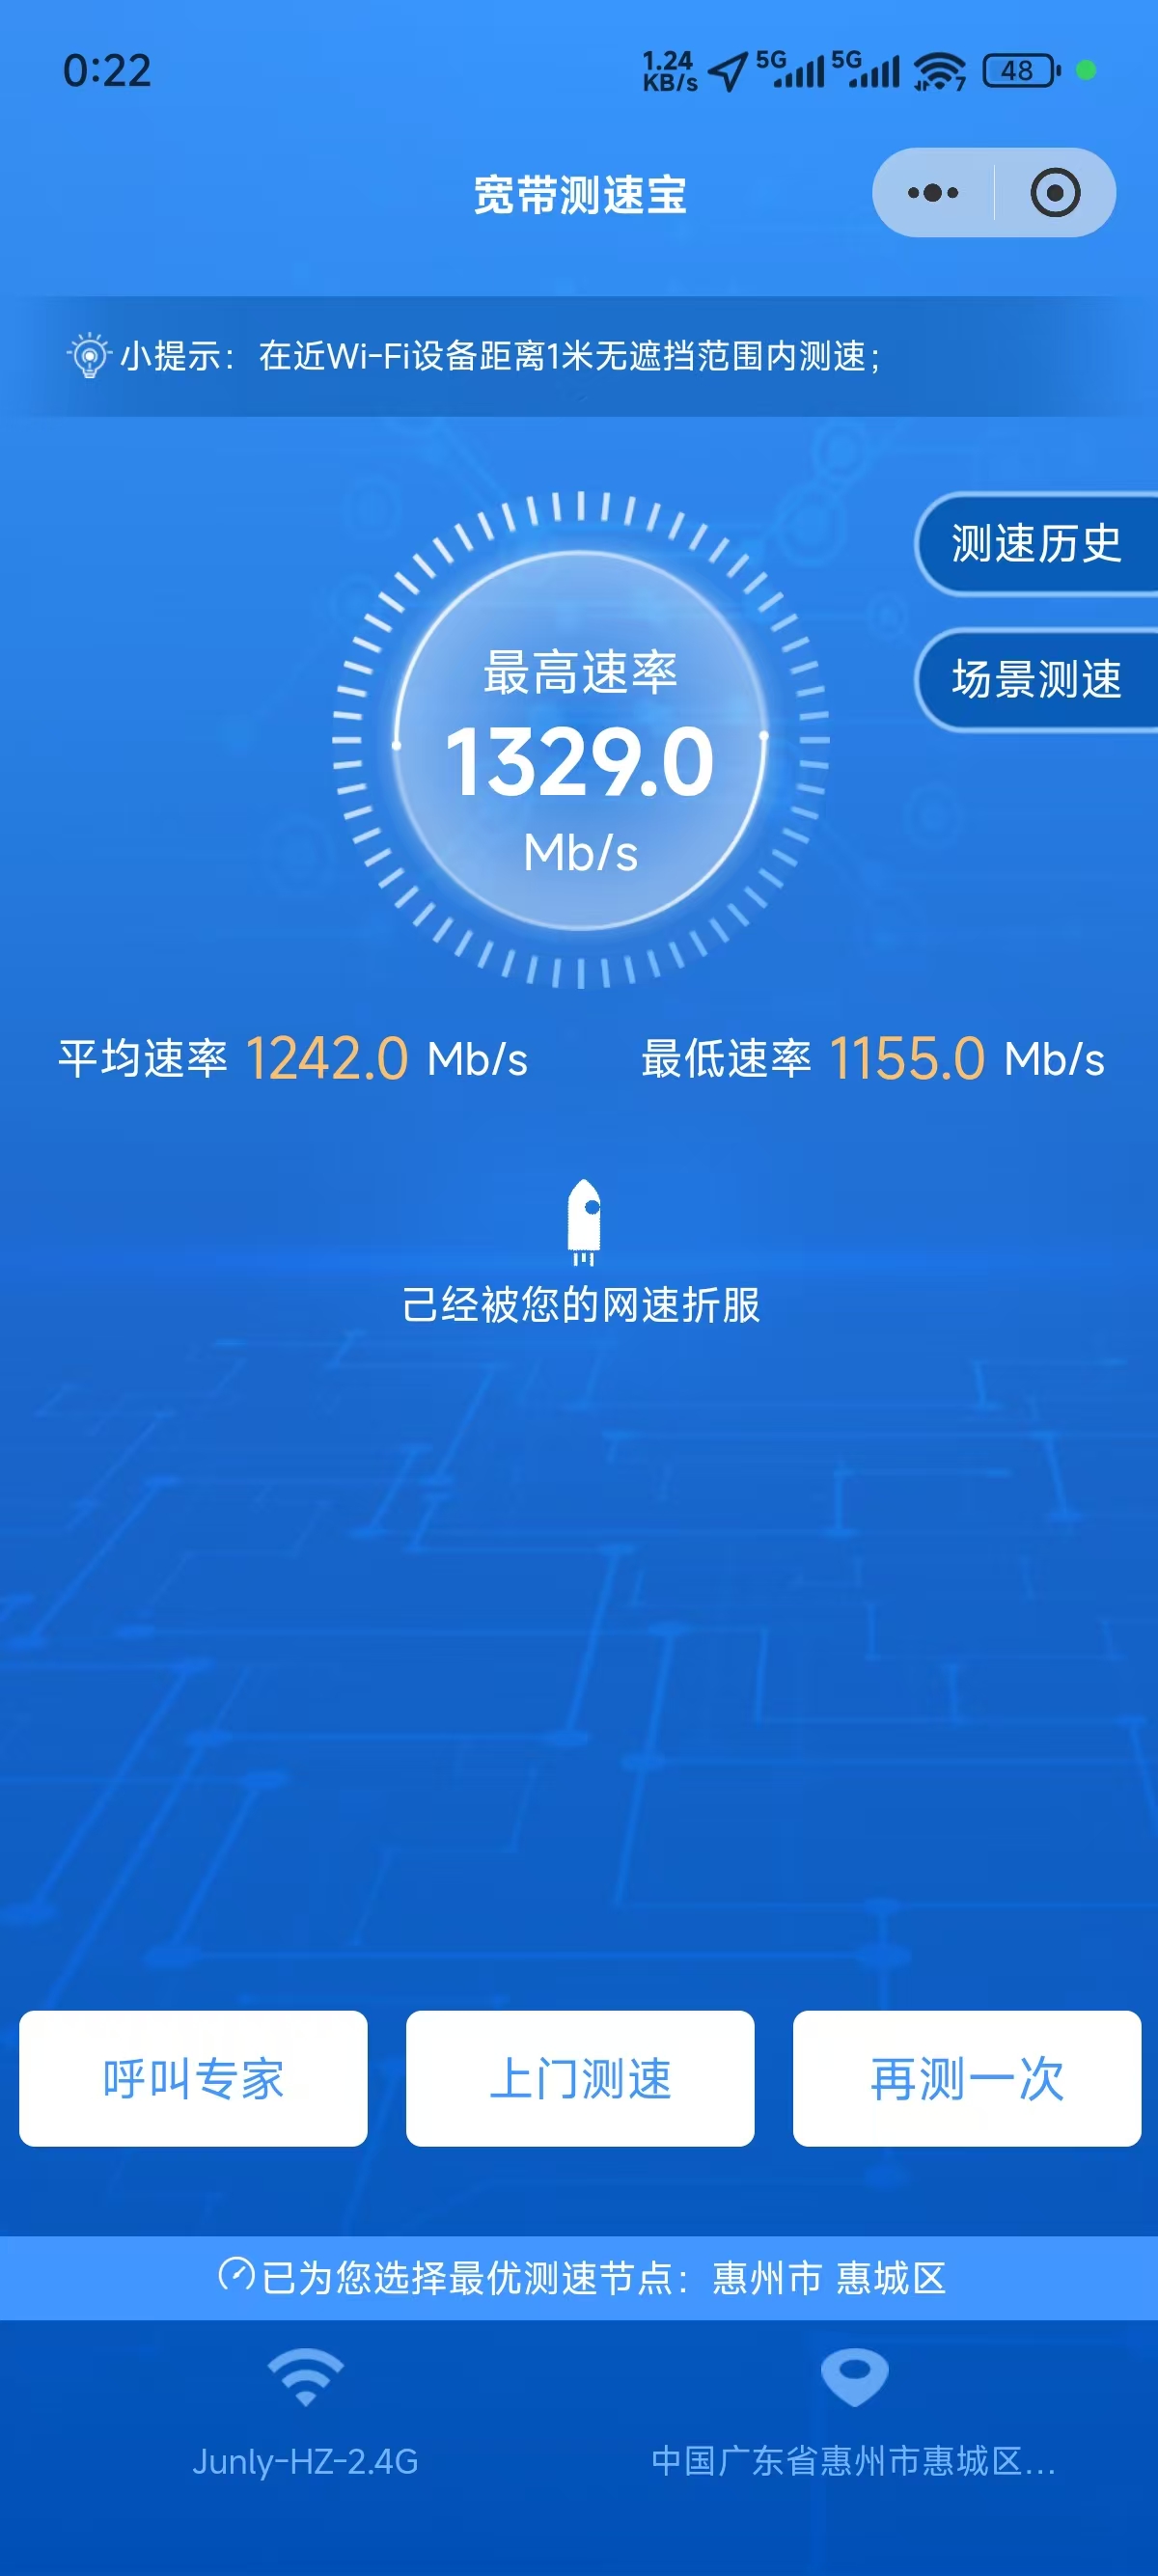 0:22
1.24 KB/s 5G 5G 7 48
宽带测速宝
小提示：在近Wi-Fi设备距离1米无遮挡范围内测速；
测速历史
场景测速
最高速率
1329.0
Mb/s
平均速率 1242.0 Mb/s 最低速率 1155.0 Mb/s
己经被您的网速折服
呼叫专家 上门测速 再测一次
已为您选择最优测速节点：惠州市 惠城区
Junly-HZ-2.4G 中国广东省惠州市惠城区...